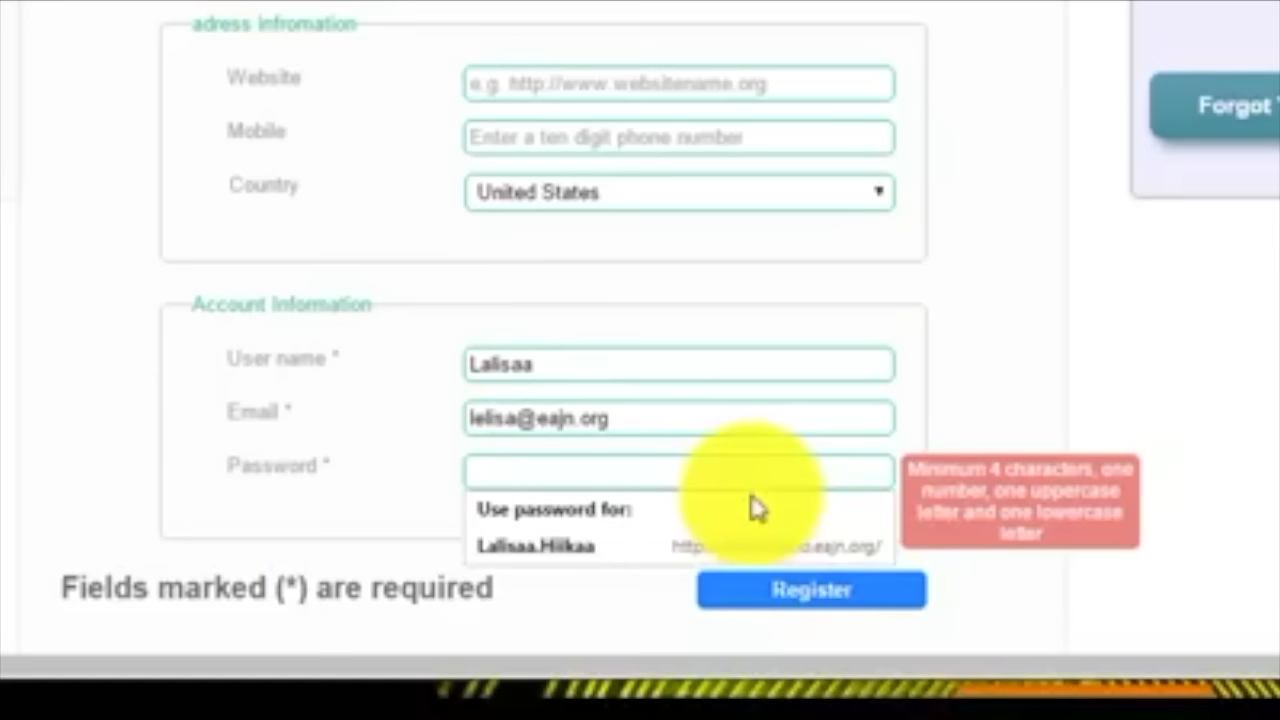 adress Infromation
Website
e.g. http://www.websitename.org
Mobile
Enter a ten digit phone number
Country
United States
Forgot
Account Information
User name *
Lalisaa
Email *
lelisa@eajn.org
Password *
Minimum 4 characters, one
number, one uppercase
letter and one lowercase
letter
Use password for:
Lalisaa.Hiikaa
Fields marked (*) are required
Register